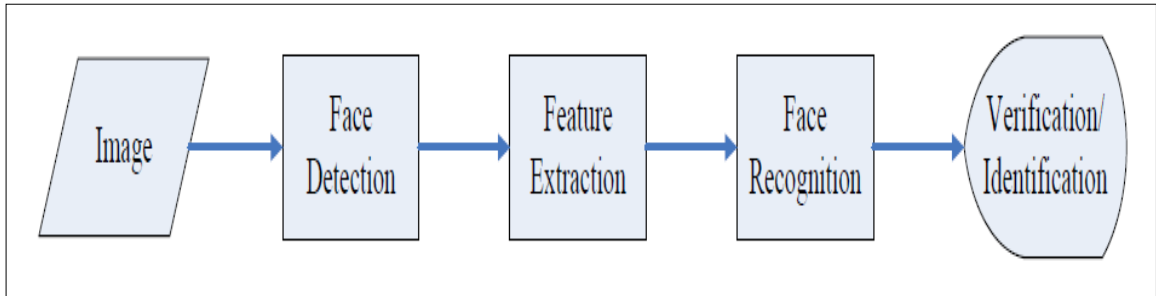 Image
Face
Detection
Feature
Extraction
Face
Recognition
Verification/
Identification